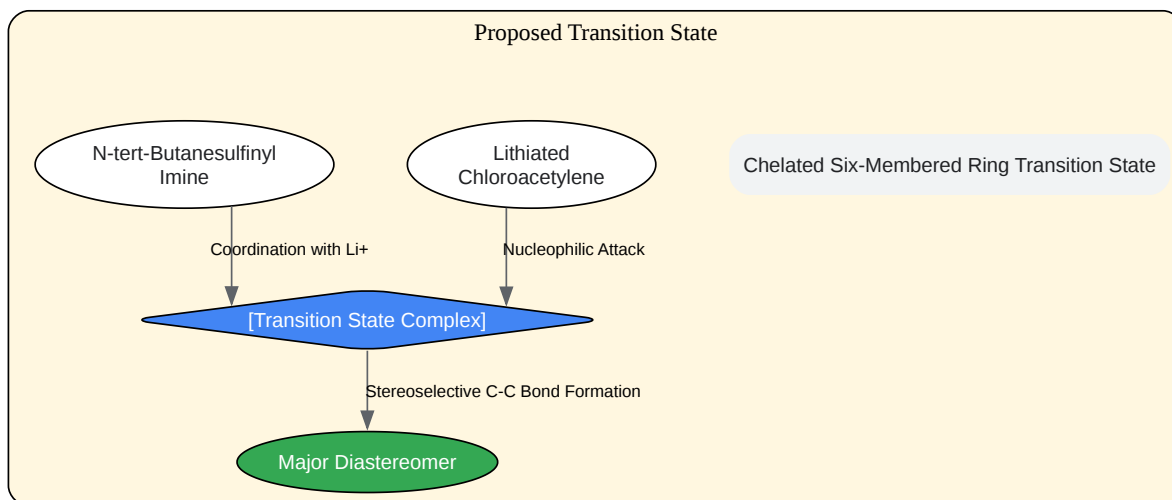 Proposed Transition State
N-tert-Butanesulfinyl
Imine
Lithiated
Chloroacetylene
Chelated Six-Membered Ring Transition State
Coordination with Li+
Nucleophilic Attack
[Transition State Complex]
Stereoselective C-C Bond Formation
Major Diastereomer